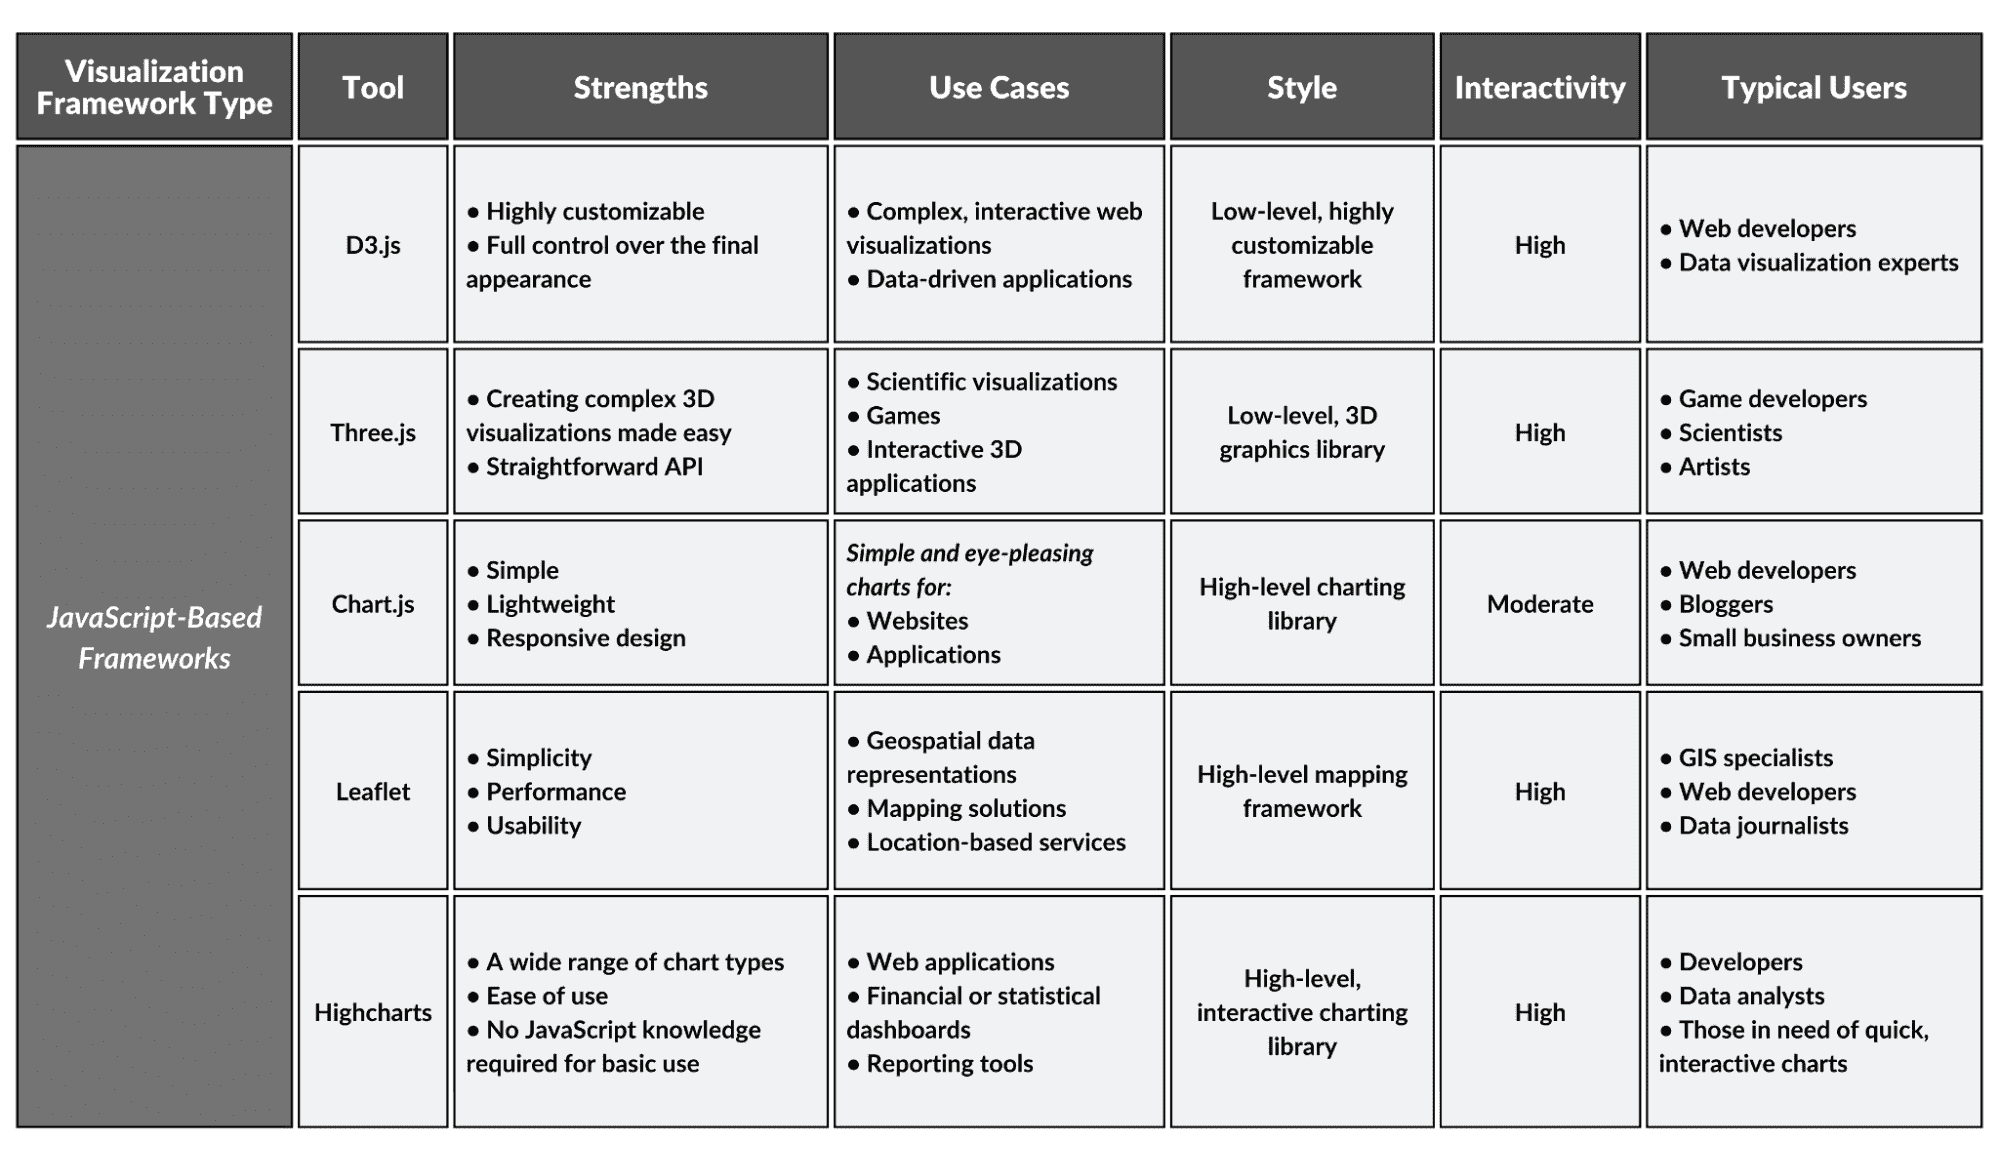 Visualization
Framework Type
Tool
Strengths
Use Cases
Style
Interactivity
Typical Users
JavaScript-Based
Frameworks
D3.js
● Highly customizable
● Full control over the final
appearance
● Complex, interactive web
visualizations
● Data-driven applications
Low-level, highly
customizable
framework
High
● Web developers
● Data visualization experts
Three.js
● Creating complex 3D
visualizations made easy
● Straightforward API
● Scientific visualizations
● Games
● Interactive 3D
applications
Low-level, 3D
graphics library
High
● Game developers
● Scientists
● Artists
Chart.js
● Simple
● Lightweight
● Responsive design
Simple and eye-pleasing
charts for:
● Websites
● Applications
High-level charting
library
Moderate
● Web developers
● Bloggers
● Small business owners
Leaflet
● Simplicity
● Performance
● Usability
● Geospatial data
representations
● Mapping solutions
● Location-based services
High-level mapping
framework
High
● GIS specialists
● Web developers
● Data journalists
Highcharts
● A wide range of chart types
● Ease of use
● No JavaScript knowledge
required for basic use
● Web applications
● Financial or statistical
dashboards
● Reporting tools
High-level,
interactive charting
library
High
● Developers
● Data analysts
● Those in need of quick,
interactive charts